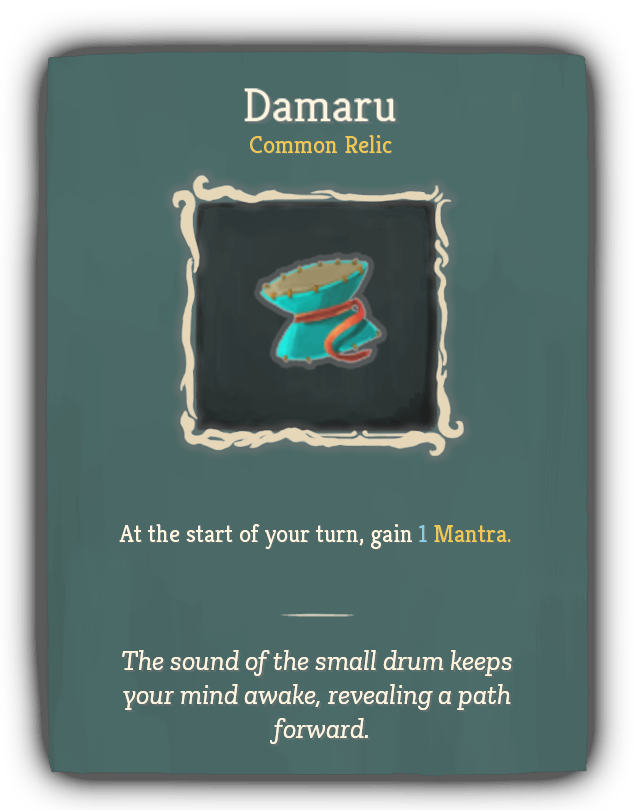 Damaru
Common Relic
At the start of your turn, gain 1 Mantra.
The sound of the small drum keeps
your mind awake, revealing a path
forward.